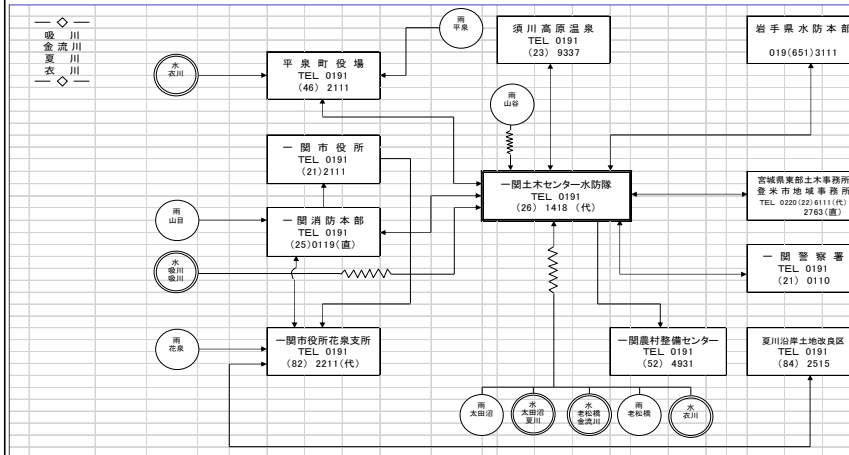 吸川
金流川
夏川
衣川
雨
平泉
須川高原温泉
TEL 0191
(23) 9337
岩手県水防本部
019(651)3111
水
衣川
平泉町役場
TEL 0191
(46) 2111
雨
山谷
一関市役所
TEL 0191
(21)2111
一関土木センター水防隊
TEL 0191
(26) 1418 (代)
宮城県東部土木事務所
登米市地域事務所
TEL 0220(22)6111(代)
2763(直)
雨
山目
一関消防本部
TEL 0191
(25)0119(直)
水
吸川
吸川
一関警察署
TEL 0191
(21) 0110
雨
花泉
一関市役所花泉支所
TEL 0191
(82) 2211(代)
一関農村整備センター
TEL 0191
(52) 4931
夏川沿岸土地改良区
TEL 0191
(84) 2515
雨
太田沼
水
太田沼
夏川
水
老松橋
金流川
雨
老松橋
水
衣川